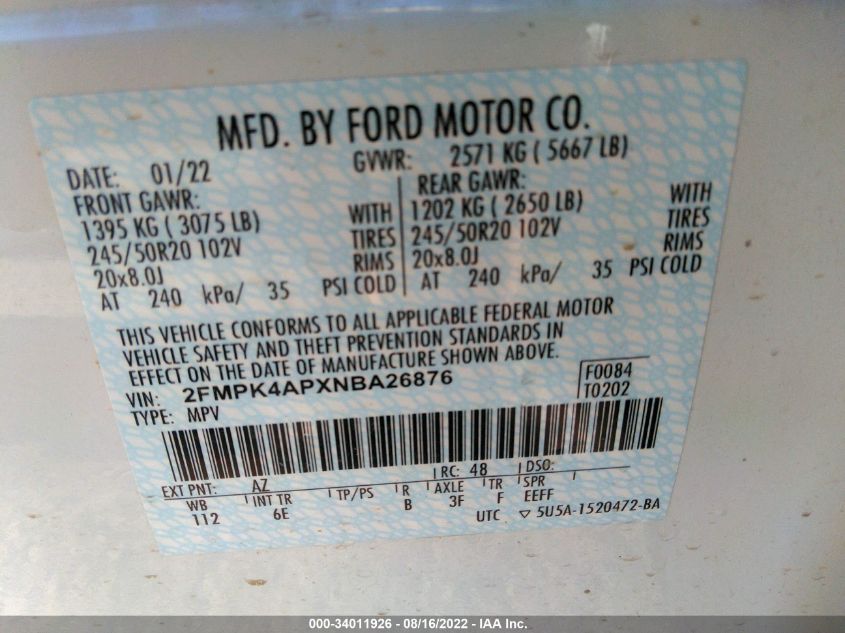 MFD. BY FORD MOTOR CO.
DATE: 01/22 GVWR: 2571 KG ( 5667 LB)
FRONT GAWR: REAR GAWR:
1395 KG ( 3075 LB) WITH 1202 KG ( 2650 LB) WITH
245/50R20 102V TIRES 245/50R20 102V TIRES
20x8.0J RIMS 20x8.0J RIMS
AT 240 kPa/ 35 PSI COLD AT 240 kPa/ 35 PSI COLD
THIS VEHICLE CONFORMS TO ALL APPLICABLE FEDERAL MOTOR
VEHICLE SAFETY AND THEFT PREVENTION STANDARDS IN
EFFECT ON THE DATE OF MANUFACTURE SHOWN ABOVE.
VIN: 2FMPK4APXNBA26876 F0084
TYPE: MPV T0202
EXT PNT: AZ RC: 48 DSO:
WB INT TR TP/PS R AXLE TR SPR
112 6E B 3F F EEFF
UTC ▽ 5U5A-1520472-BA
000-34011926 - 08/16/2022 - IAA Inc.